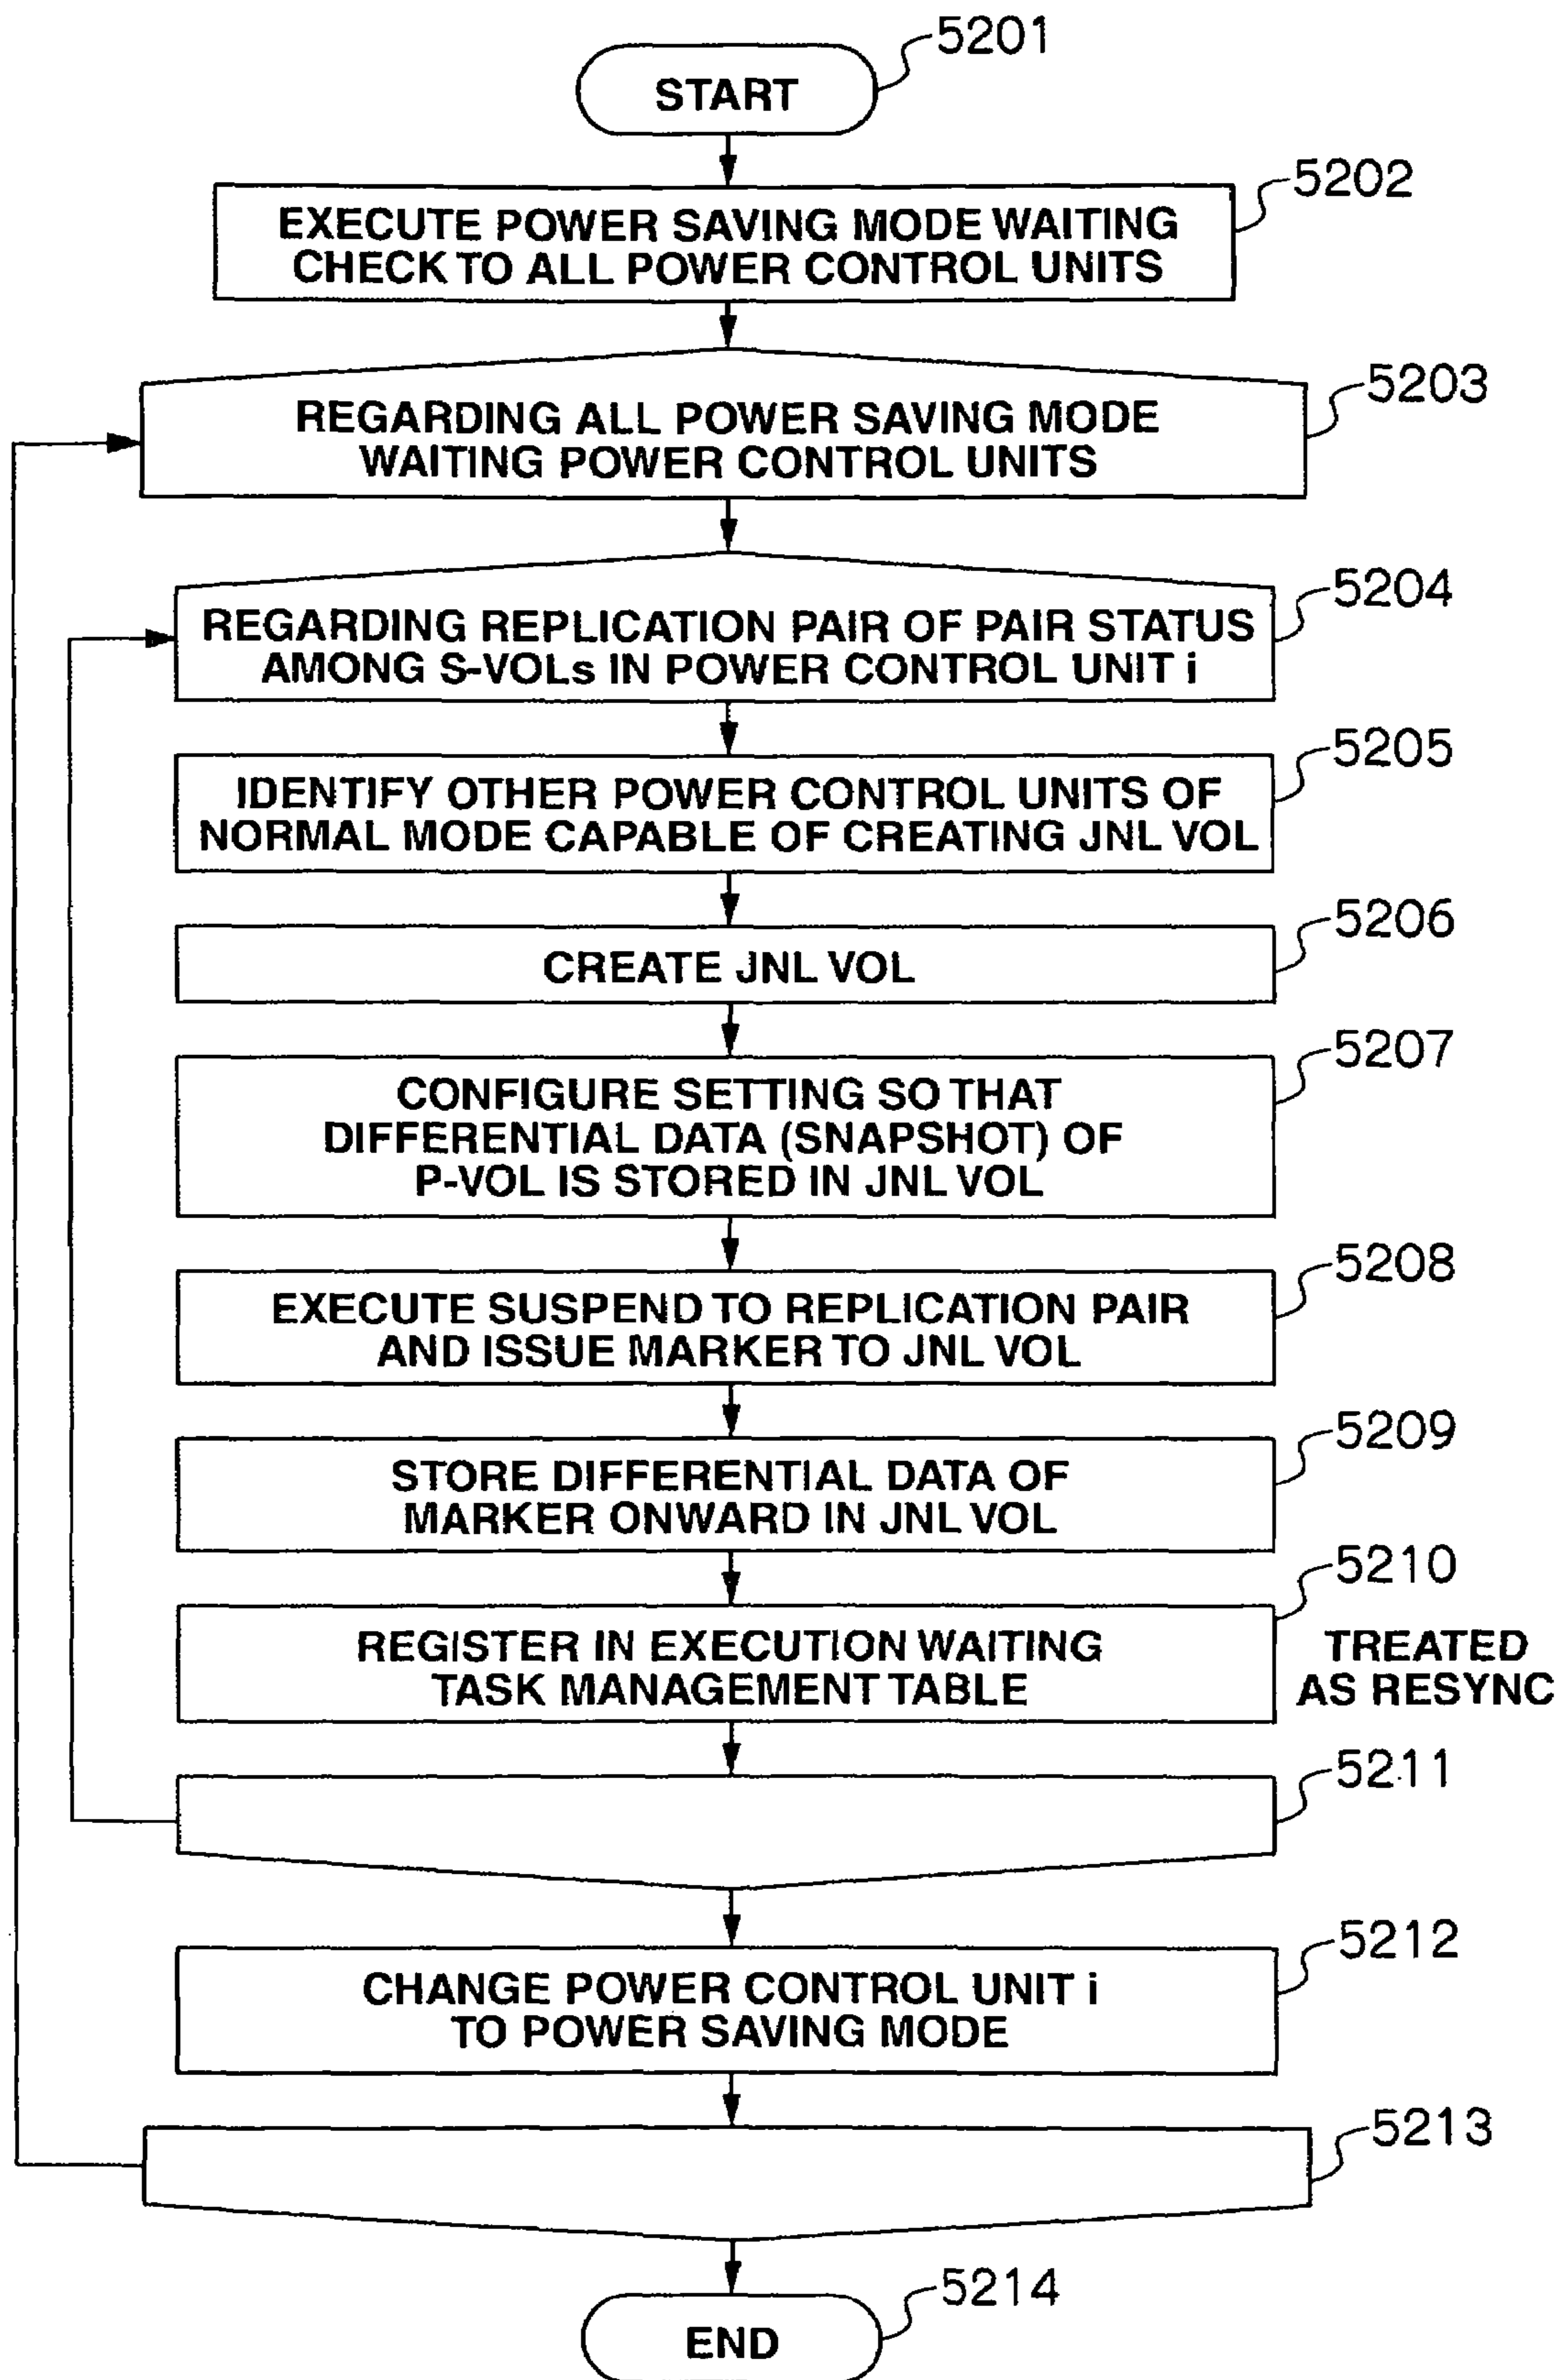 5201
START
5202
EXECUTE POWER SAVING MODE WAITING
CHECK TO ALL POWER CONTROL UNITS
5203
REGARDING ALL POWER SAVING MODE
WAITING POWER CONTROL UNITS
5204
REGARDING REPLICATION PAIR OF PAIR STATUS
AMONG S-VOLs IN POWER CONTROL UNIT i
5205
IDENTIFY OTHER POWER CONTROL UNITS OF
NORMAL MODE CAPABLE OF CREATING JNL VOL
5206
CREATE JNL VOL
5207
CONFIGURE SETTING SO THAT
DIFFERENTIAL DATA (SNAPSHOT) OF
P-VOL IS STORED IN JNL VOL
5208
EXECUTE SUSPEND TO REPLICATION PAIR
AND ISSUE MARKER TO JNL VOL
5209
STORE DIFFERENTIAL DATA OF
MARKER ONWARD IN JNL VOL
5210
REGISTER IN EXECUTION WAITING
TASK MANAGEMENT TABLE
TREATED
AS RESYNC
5211
5212
CHANGE POWER CONTROL UNIT i
TO POWER SAVING MODE
5213
5214
END